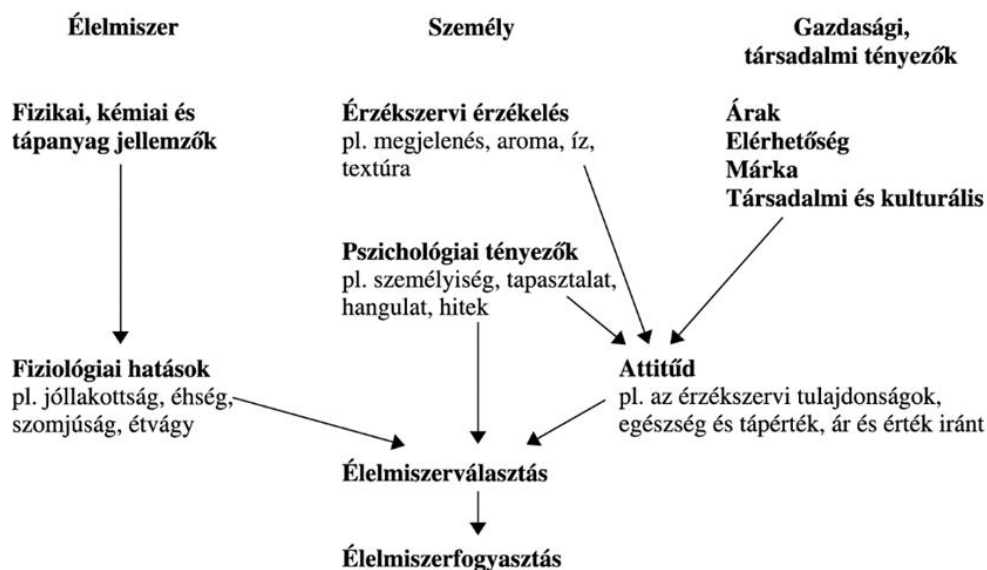 Élelmiszer
Személy
Gazdasági,
társadalmi tényezők
Fizikai, kémiai és
tápanyag jellemzők
Érzékszervi érzékelés
pl. megjelenés, aroma, íz,
textúra
Árak
Elérhetőség
Márka
Társadalmi és kulturális
Pszichológiai tényezők
pl. személyiség, tapasztalat,
hangulat, hitek
Fiziológiai hatások
pl. jóllakottság, éhség,
szomjúság, étvágy
Attitűd
pl. az érzékszervi tulajdonságok,
egészség és tápérték, ár és érték iránt
Élelmiszerválasztás
Élelmiszerfogyasztás